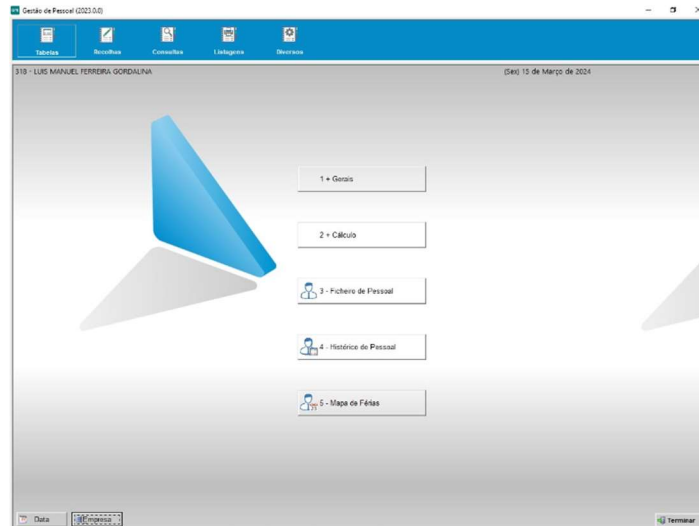 Gestão de Pessoal (2023.0.0)
Tabelas Recolhas Consultas Listagens Diversos
318 - LUIS MANUEL FERREIRA GORDALINA (Sex) 15 de Março de 2024
1 + Gerais
2 + Cálculo
3 - Ficheiro de Pessoal
4 - Histórico de Pessoal
5 - Mapa de Férias
Data Empresa Terminar